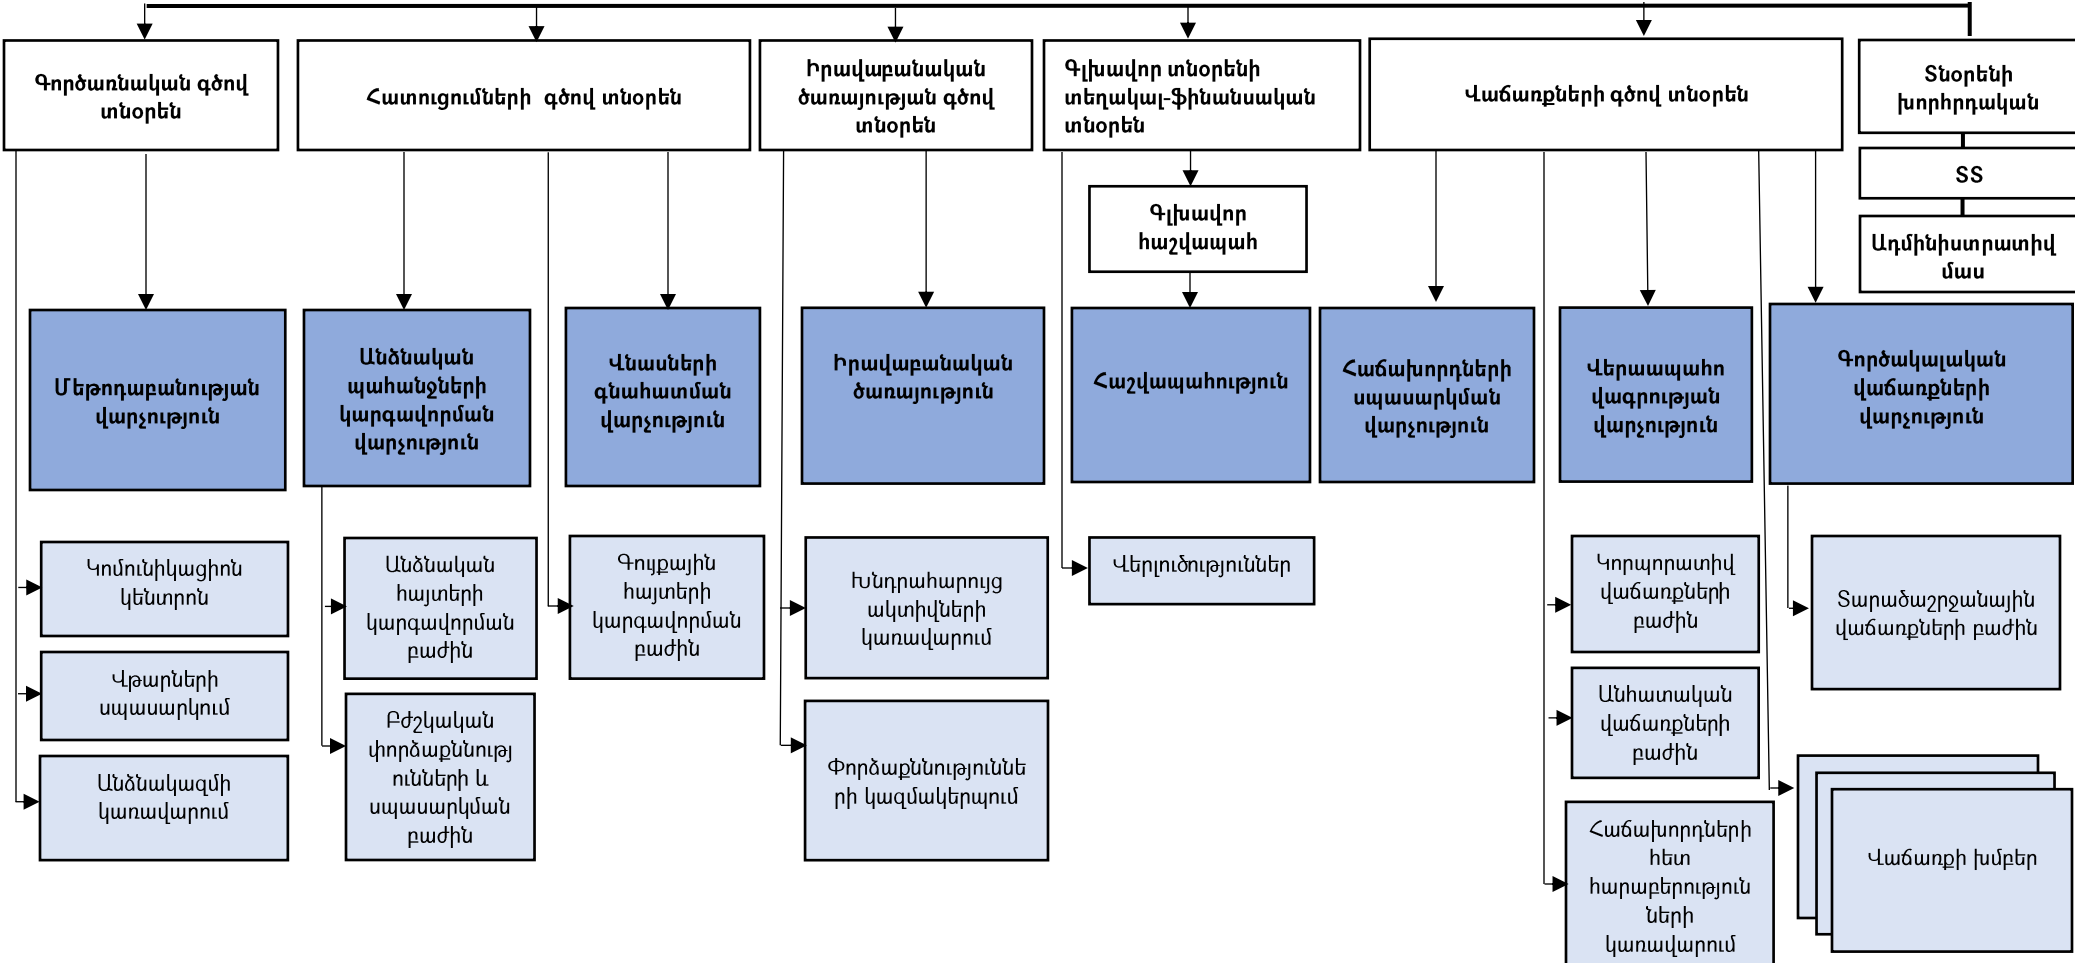 Գործառնական գծով
տնօրեն
Հատուցումների գծով տնօրեն
Իրավաբանական
ծառայության գծով
տնօրեն
Գլխավոր տնօրենի
տեղակալ-ֆինանսական
տնօրեն
Վաճառքների գծով տնօրեն
Տնօրենի
խորհրդական
ՏՏ
Ադմինիստրատիվ
մաս
Գլխավոր
հաշվապահ
Մեթոդաբանության
վարչություն
Անձնական
պահանջների
կարգավորման
վարչություն
Վնասների
գնահատման
վարչություն
Իրավաբանական
ծառայություն
Հաշվապահություն
Հաճախորդների
սպասարկման
վարչություն
Վերաապահո
վագրության
վարչություն
Գործակալական
վաճառքների
վարչություն
Կոմունիկացիոն
կենտրոն
Վթարների
սպասարկում
Անձնակազմի
կառավարում
Անձնական
հայտերի
կարգավորման
բաժին
Բժշկական
փորձաքննությ
ունների և
սպասարկման
բաժին
Գույքային
հայտերի
կարգավորման
բաժին
Խնդրահարույց
ակտիվների
կառավարում
Փորձաքննություննե
րի կազմակերպում
Վերլուծություններ
Կորպորատիվ
վաճառքների
բաժին
Անհատական
վաճառքների
բաժին
Հաճախորդների
հետ
հարաբերություն
ների
կառավարում
Տարածաշրջանային
վաճառքների բաժին
Վաճառքի խմբեր